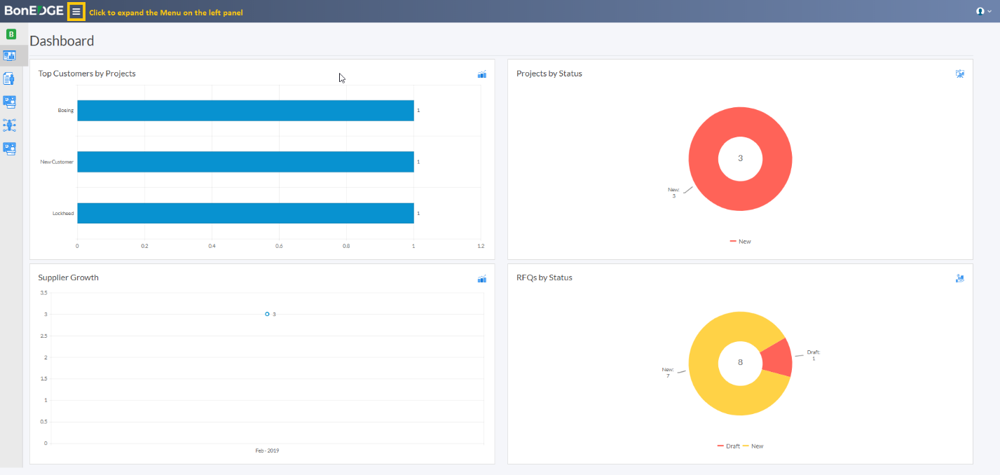 BonEDGE Click to expand the Menu on the left panel
B
Dashboard
Top Customers by Projects
Boeing 1
New Customer 1
Lockheed 1
0 0.2 0.4 0.6 0.8 1 1.2
Projects by Status
3
New:
3
New
Supplier Growth
3.5
3 3
2.5
2
1.5
1
0.5
0
Feb - 2019
RFQs by Status
8
Draft:
1
New:
7
Draft New